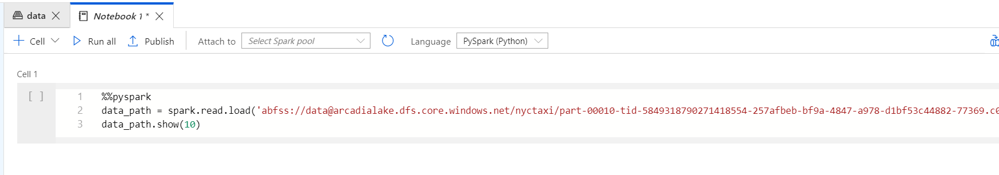 data
Notebook 1 *
Cell
Run all
Publish
Attach to
Select Spark pool
Language
PySpark (Python)
Cell 1
[ ]
1 %%pyspark
2 data_path = spark.read.load('abfss://data@arcadialake.dfs.core.windows.net/nyctaxi/part-00010-tid-5849318790271418554-257afbeb-bf9a-4847-a978-d1bf53c44882-77369.c0
3 data_path.show(10)